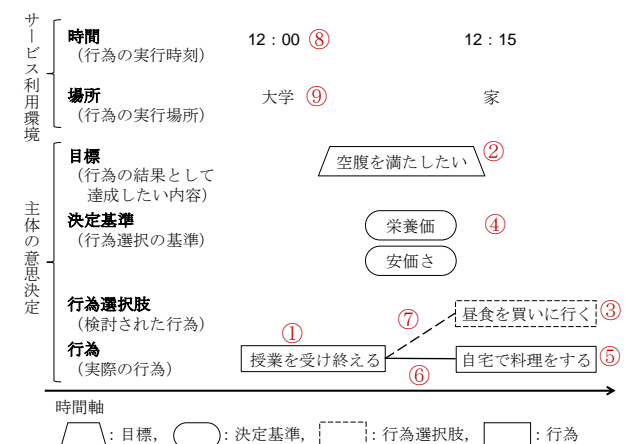 サービス利用環境
時間
12：00 ⑧
12：15
（行為の実行時刻）
場所
大学 ⑨
家
（行為の実行場所）
主体の意思決定
目標
（行為の結果として
達成したい内容）
空腹を満たしたい ②
決定基準
（行為選択の基準）
栄養価 ④
安価さ
行為選択肢
（検討された行為）
⑦
昼食を買いに行く ③
行為
（実際の行為）
①
授業を受け終える
⑥
自宅で料理をする ⑤
時間軸
：目標， ：決定基準， ：行為選択肢， ：行為